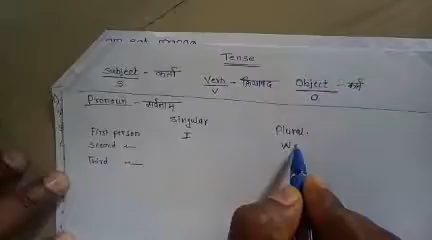 Tense
Subject - कर्ता Verb - क्रियापद Object - कर्म
S V O
Pronoun - सर्वनाम
Singular Plural.
First person I We
Second —
Third —